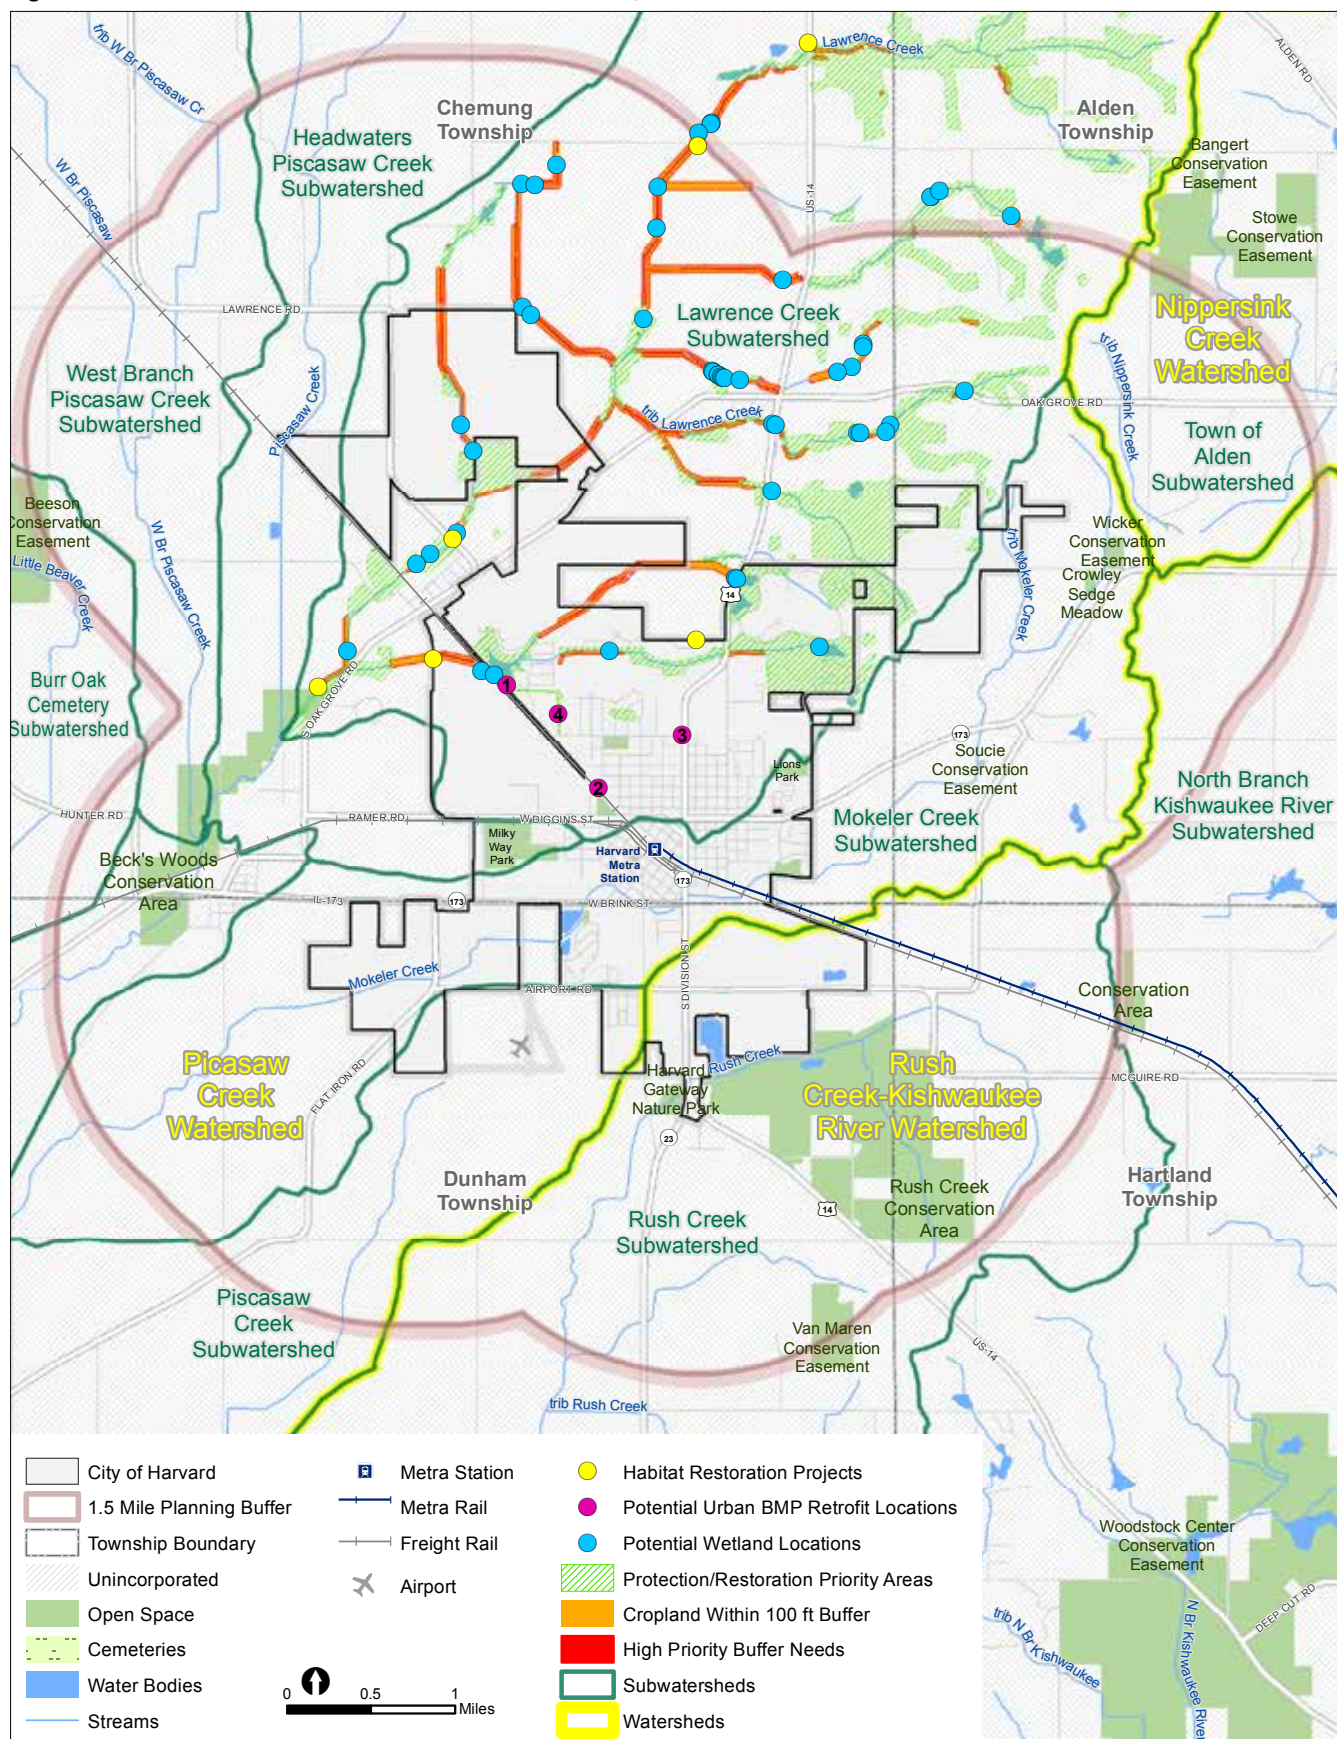 trib W Br Piscasaw Cr
Lawrence Creek
ALDEN RD
Chemung
Township
Alden
Township
Headwaters
Piscasaw Creek
Subwatershed
Bangert
Conservation
Easement
W Br Piscasaw
US-14
Stowe
Conservation
Easement
LAWRENCE RD
Lawrence Creek
Subwatershed
Nippersink
Creek
Watershed
West Branch
Piscasaw Creek
Subwatershed
Piscasaw Creek
trib Nippersink Creek
OAK GROVE RD
trib Lawrence Creek
Town of
Alden
Subwatershed
Beeson
Conservation
Easement
W Br Piscasaw Creek
Wicker
Conservation
Easement
Little Beaver Creek
trib Mokeler Creek
Crowley
Sedge
Meadow
14
Burr Oak
Cemetery
Subwatershed
S OAK GROVE RD
1
4
3
2
173
Soucie
Conservation
Easement
Lions
Park
North Branch
Kishwaukee River
Subwatershed
HUNTER RD
RAMER RD
W DIGGINS ST
Mokeler Creek
Subwatershed
Milky
Way
Park
Harvard
Metra
Station
Beck's Woods
Conservation
Area
173
IL-173
173
W BRINK ST
Mokeler Creek
S DIVISION ST
AIRPORT RD
Conservation
Area
Picasaw
Creek
Watershed
FLAT IRON RD
Rush Creek
Harvard
Gateway
Nature Park
Rush
Creek-Kishwaukee
River Watershed
MCGUIRE RD
23
Dunham
Township
Hartland
Township
Rush Creek
Conservation
Area
14
Rush Creek
Subwatershed
Piscasaw
Creek
Subwatershed
Van Maren
Conservation
Easement
US-14
trib Rush Creek
City of Harvard
1.5 Mile Planning Buffer
Township Boundary
Unincorporated
Open Space
Cemeteries
Water Bodies
Streams
Metra Station
Metra Rail
Freight Rail
Airport
0 0.5 1
Miles
Habitat Restoration Projects
Potential Urban BMP Retrofit Locations
Potential Wetland Locations
Protection/Restoration Priority Areas
Cropland Within 100 ft Buffer
High Priority Buffer Needs
Subwatersheds
Watersheds
Woodstock Center
Conservation
Easement
DEEP CUT RD
trib N Br Kishwaukee
N Br Kishwaukee River